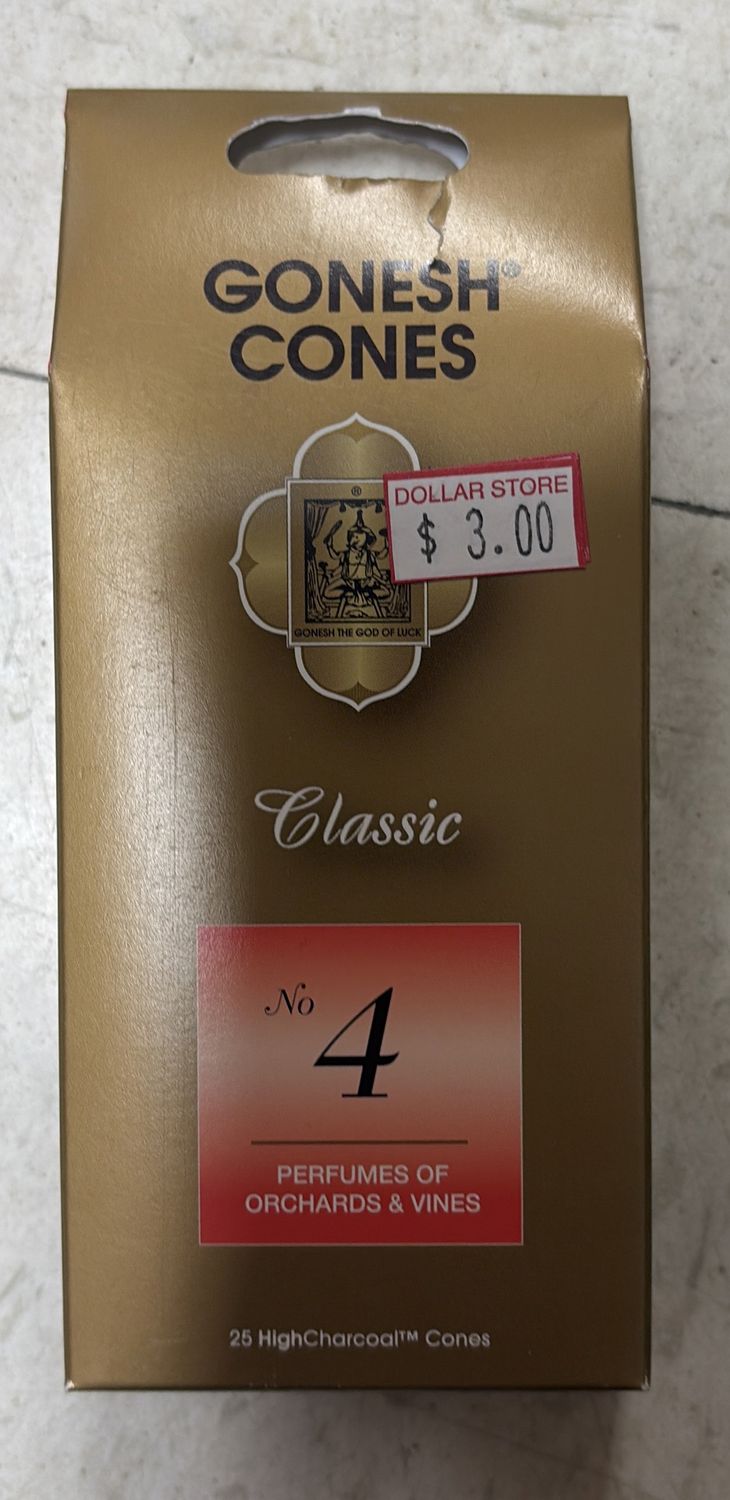 GONESH®
CONES
DOLLAR STORE
$ 3.00
®
GONESH THE GOD OF LUCK
Classic
No 4
PERFUMES OF
ORCHARDS & VINES
25 HighCharcoal™ Cones